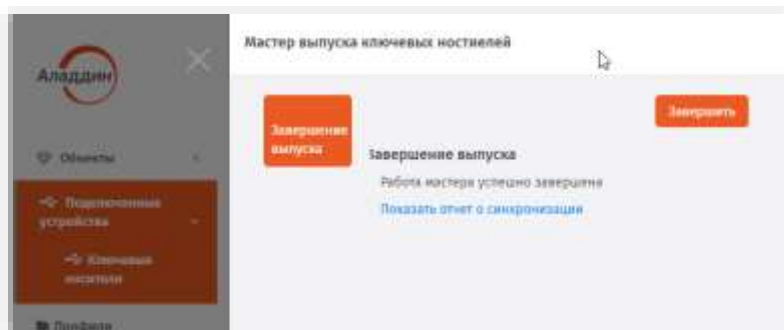 Мастер выпуска ключевых ностиелей
Аладдин
Завершить
Завершение
выпуска
Завершение выпуска
Объекты
Работа мастера успешно завершена
Подключенные
устройства
Показать отчет о синхронизации
Ключевые
носители
Профили